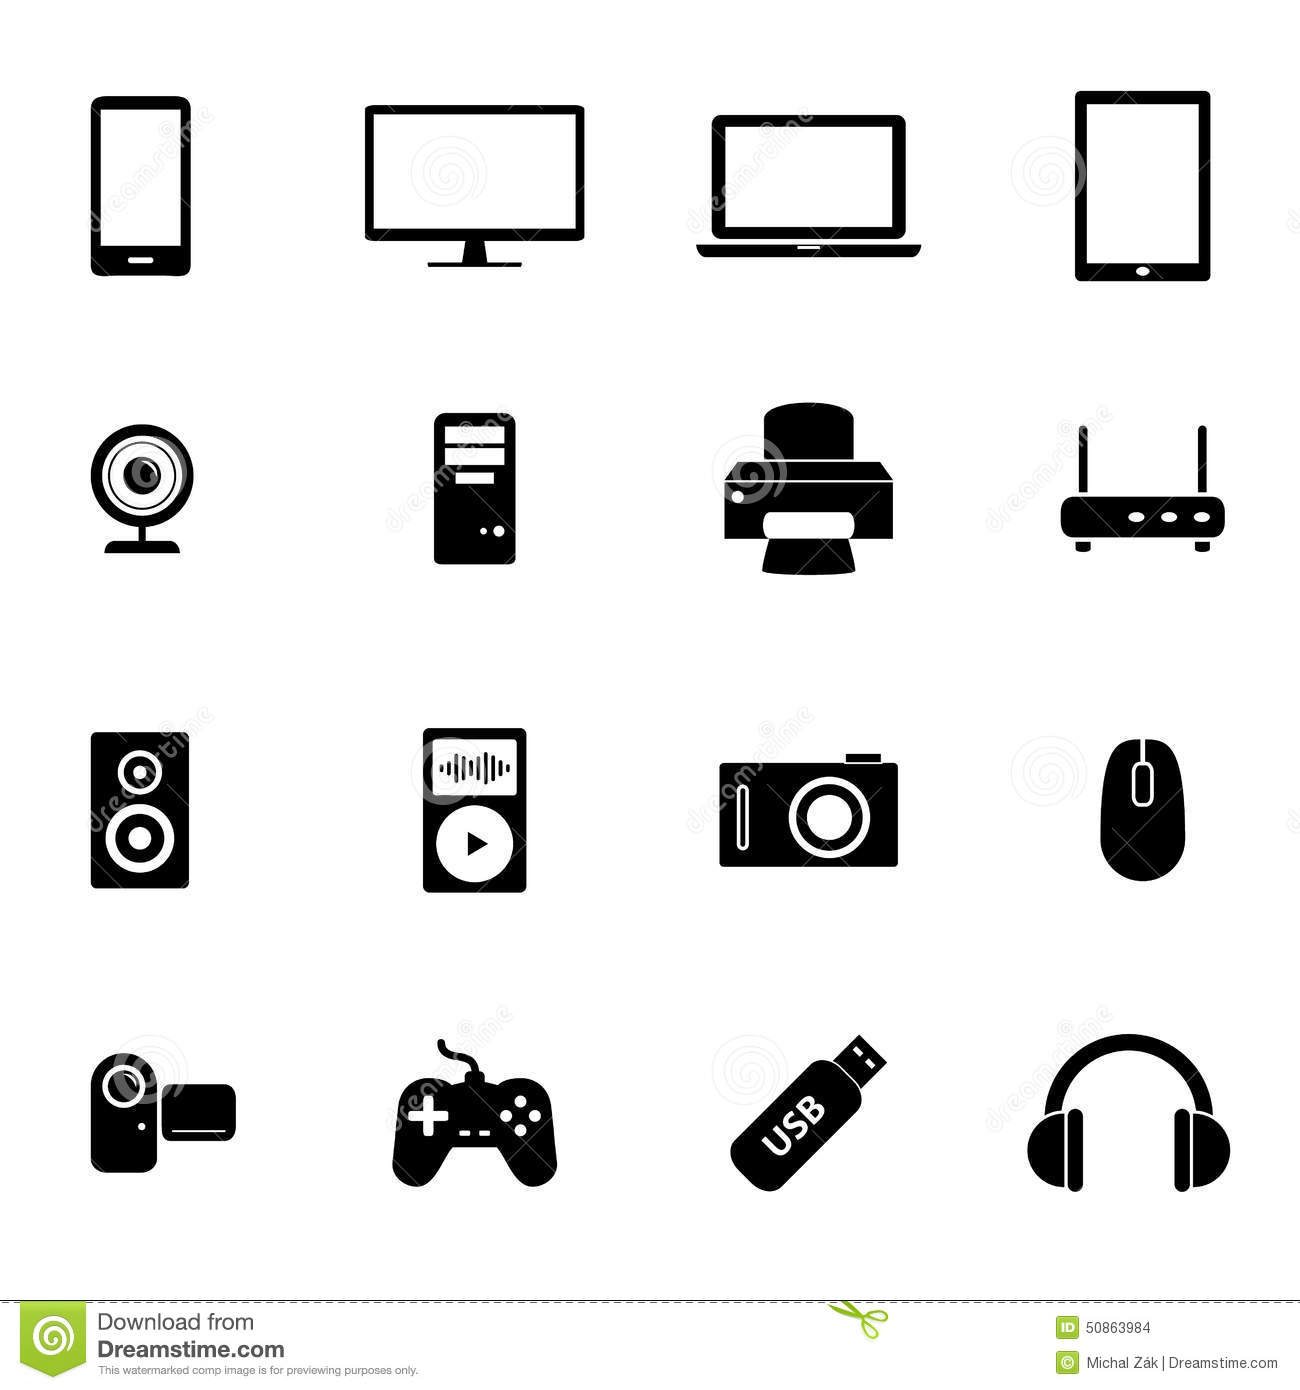 USB
Download from
Dreamstime.com
This watermarked comp image is for previewing purposes only.
ID 50863984
© Michal Zák | Dreamstime.com